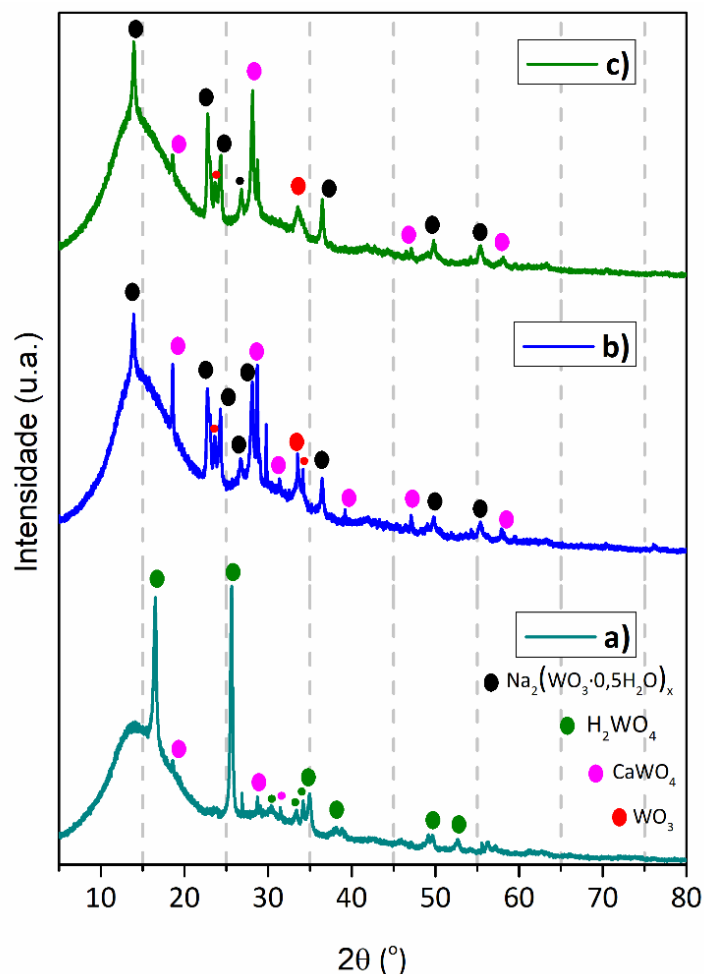 c)
b)
a)
Na₂(WO₃·0,5H₂O)ₓ
H₂WO₄
CaWO₄
WO₃
Intensidade (u.a.)
10 20 30 40 50 60 70 80
2θ (°)